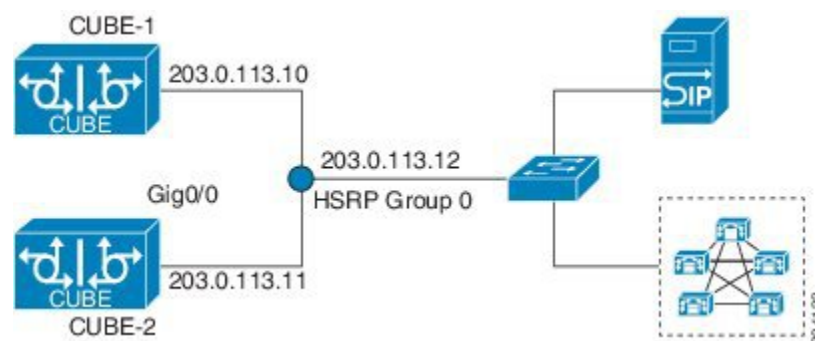 CUBE-1
203.0.113.10
CUBE
SIP
203.0.113.12
Gig0/0
HSRP Group 0
CUBE
203.0.113.11
CUBE-2